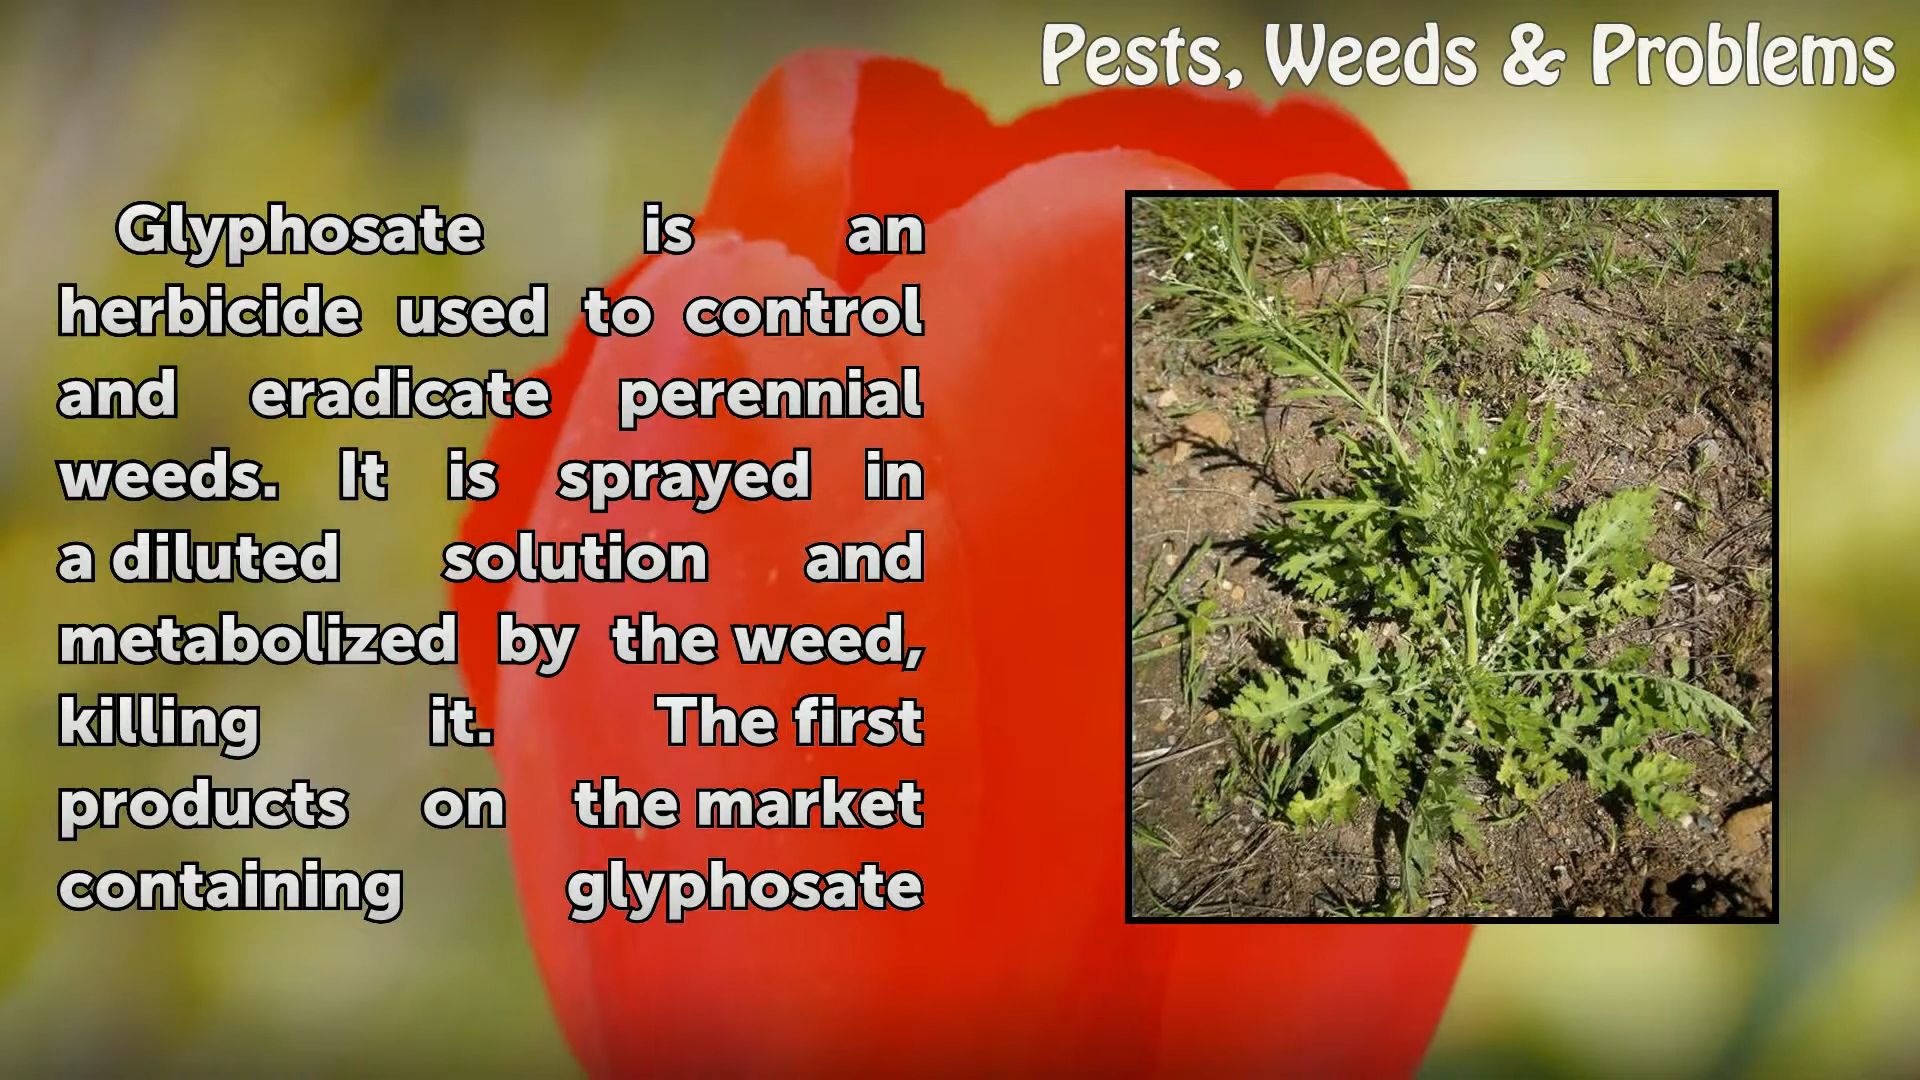 Pests, Weeds & Problems
Glyphosate is an
herbicide used to control
and eradicate perennial
weeds. It is sprayed in
a diluted solution and
metabolized by the weed,
killing it. The first
products on the market
containing glyphosate